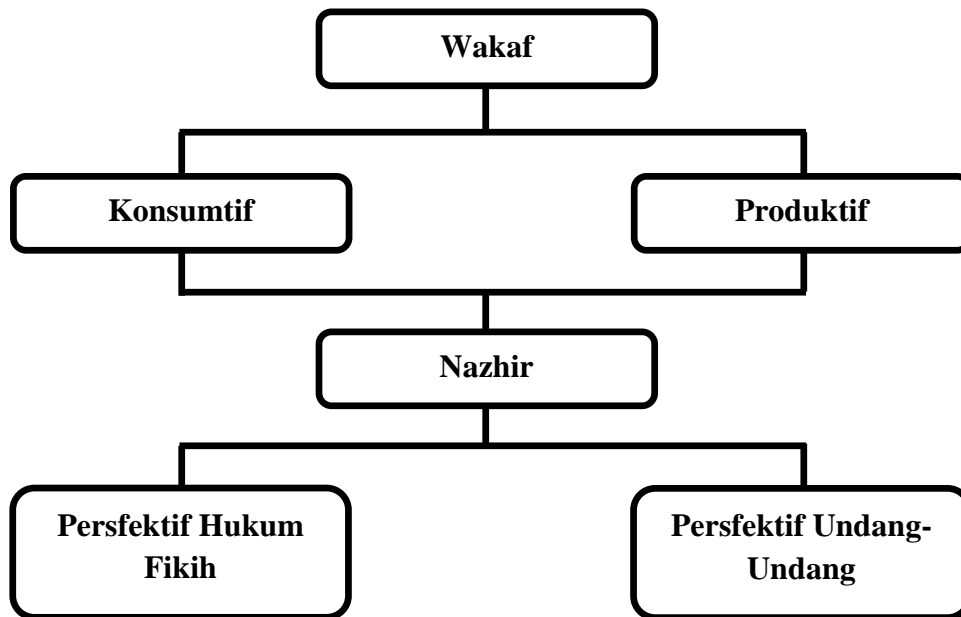 Wakaf
Konsumtif
Produktif
Nazhir
Persfektif Hukum
Fikih
Persfektif Undang-
Undang